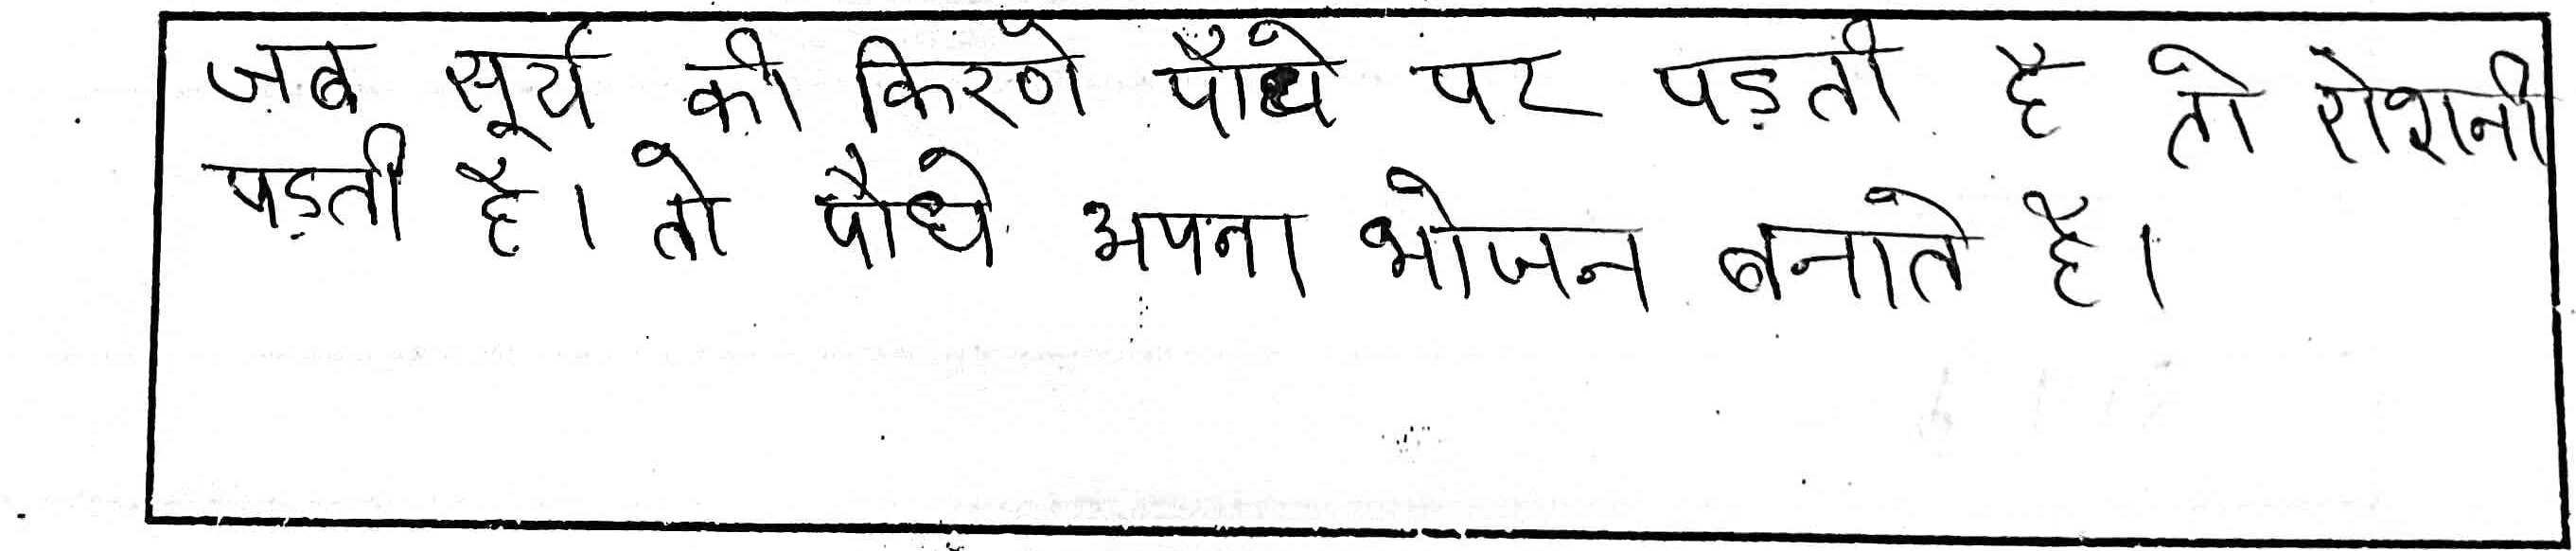 जब सूर्य की किरणे पौधे पर पड़ती है तो रोशनी
पड़ती है। तो पौधे अपना भोजन बनाते है।